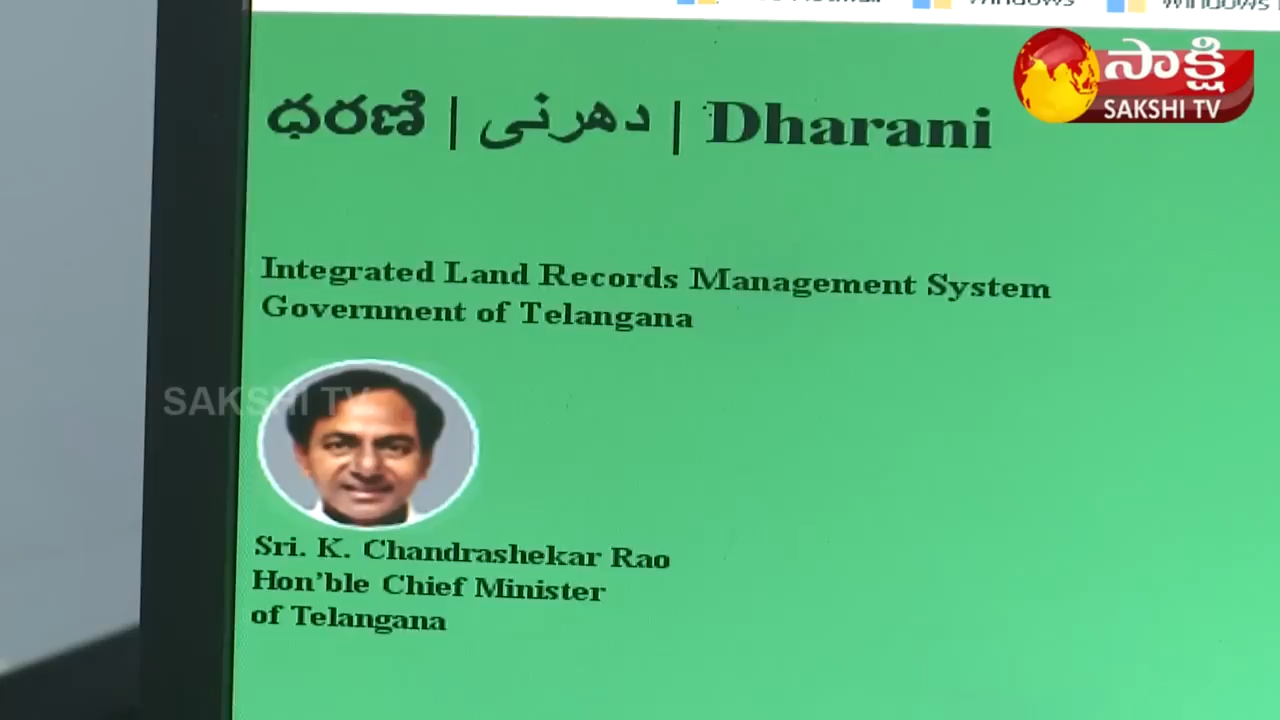 Windows
సాక్షి
SAKSHI TV
ధరణి | دھرنی | Dharani
Integrated Land Records Management System
Government of Telangana
SAKSHI TV
Sri. K. Chandrashekar Rao
Hon'ble Chief Minister
of Telangana